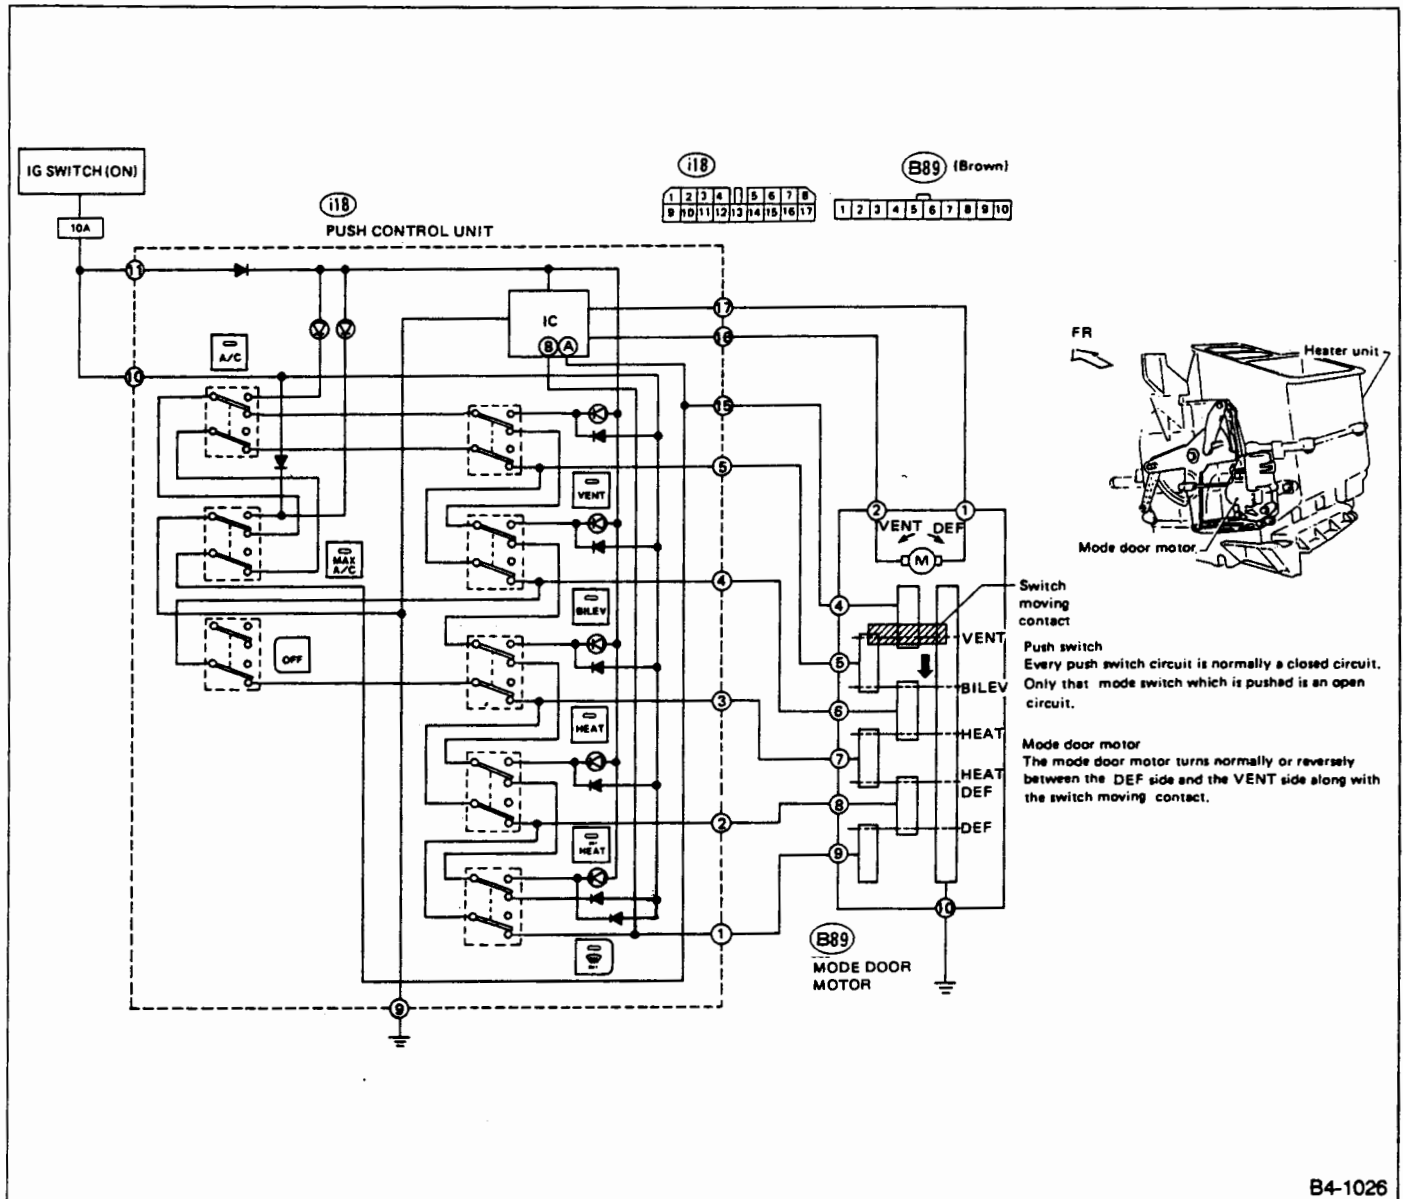 IG SWITCH (ON)
10A
i18
PUSH CONTROL UNIT
i18
1 2 3 4 5 6 7 8
9 10 11 12 13 14 15 16 17
B89 (Brown)
1 2 3 4 5 6 7 8 9 10
11
IC
B A
17
16
A/C
10
15
5
VENT
MAX
A/C
4
BILEV
OFF
3
HEAT
2
HEAT
1
9
2
1
VENT DEF
M
4
5
6
7
8
9
10
VENT
BILEV
HEAT
HEAT
DEF
DEF
B89
MODE DOOR
MOTOR
FR
Heater unit
Mode door motor
Switch
moving
contact
Push switch
Every push switch circuit is normally a closed circuit.
Only that mode switch which is pushed is an open
circuit.
Mode door motor
The mode door motor turns normally or reversely
between the DEF side and the VENT side along with
the switch moving contact.
B4-1026